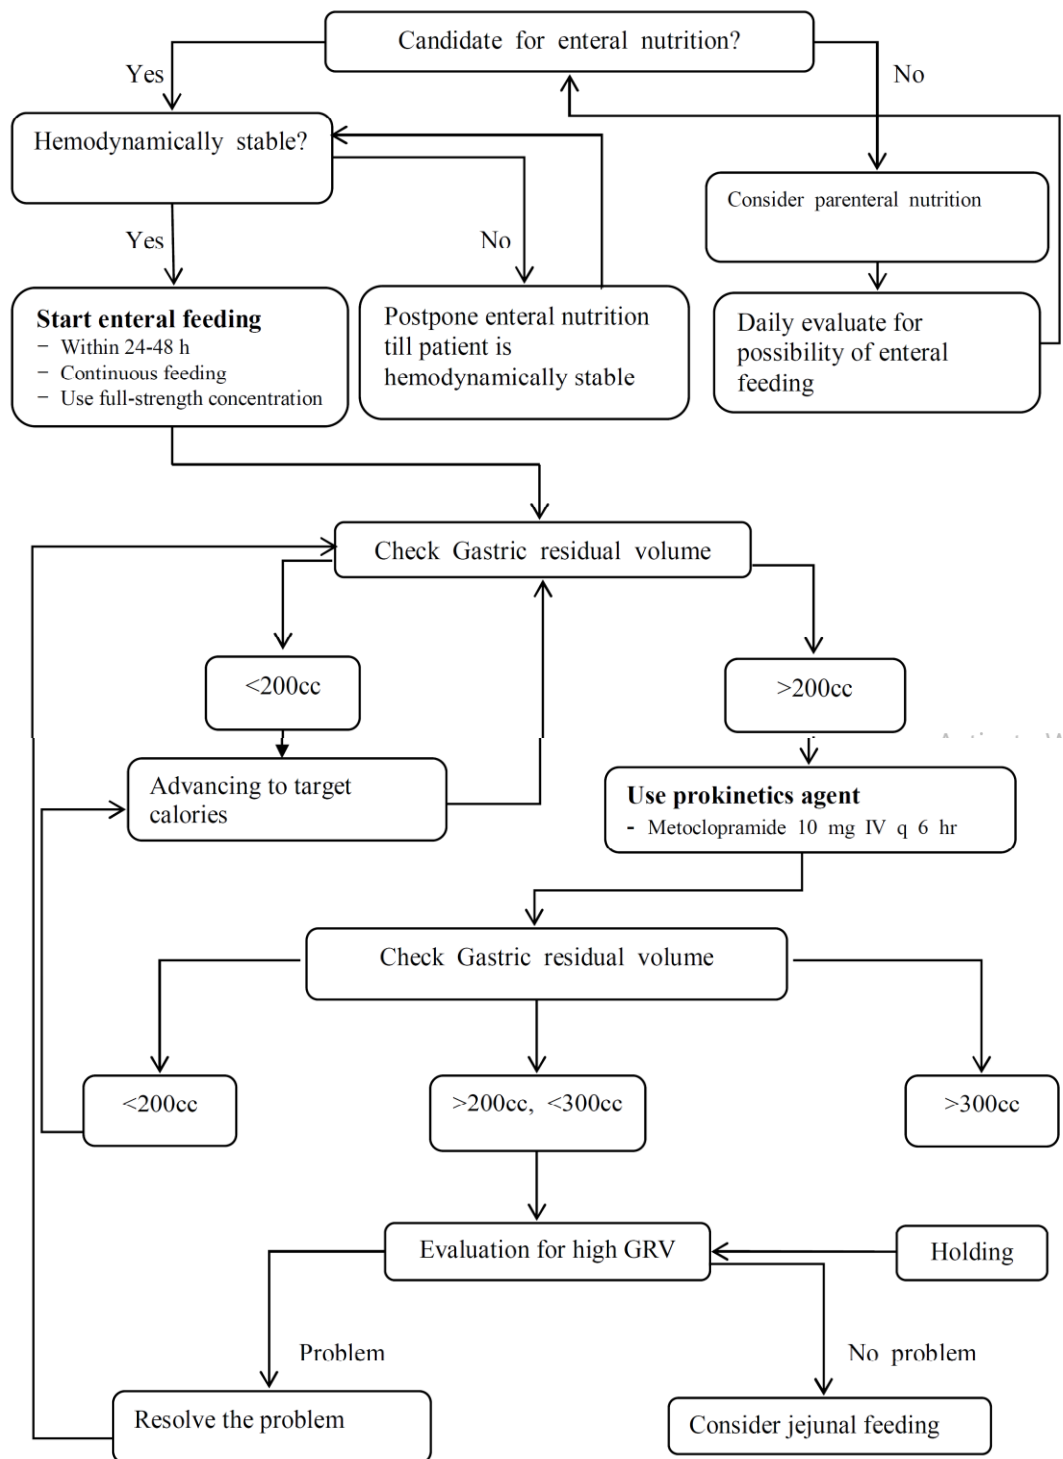 Candidate for enteral nutrition?
Yes
No
Hemodynamically stable?
Consider parenteral nutrition
Yes
No
Start enteral feeding
– Within 24-48 h
– Continuous feeding
– Use full-strength concentration
Postpone enteral nutrition
till patient is
hemodynamically stable
Daily evaluate for
possibility of enteral
feeding
Check Gastric residual volume
<200cc
>200cc
Advancing to target
calories
Use prokinetics agent
- Metoclopramide 10 mg IV q 6 hr
Check Gastric residual volume
<200cc
>200cc, <300cc
>300cc
Evaluation for high GRV
Holding
Problem
No problem
Resolve the problem
Consider jejunal feeding